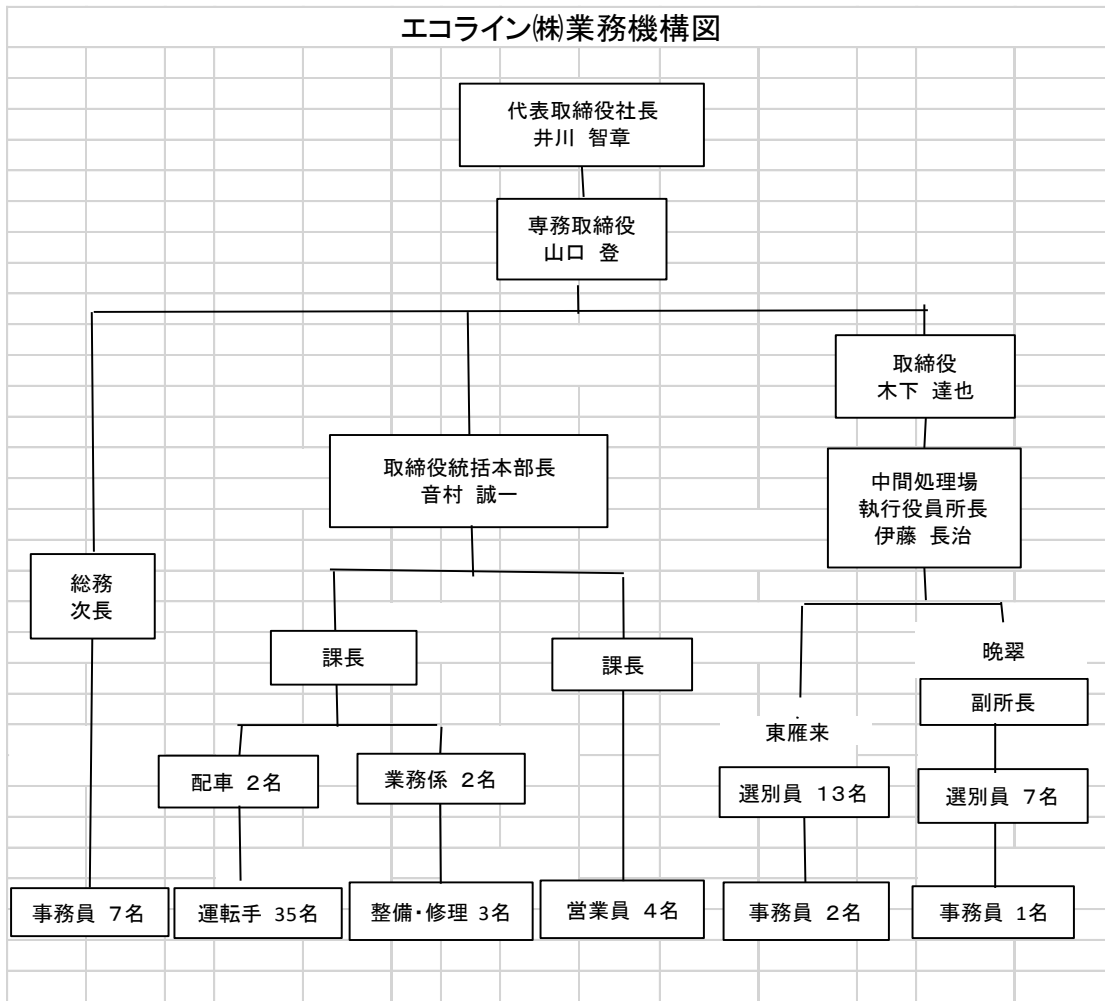 エコライン㈱業務機構図
代表取締役社長
井川 智章
専務取締役
山口 登
取締役
木下 達也
取締役統括本部長
音村 誠一
中間処理場
執行役員所長
伊藤 長治
総務
次長
課長
課長
晩翠
副所長
東雁来
配車 2名
業務係 2名
選別員 13名
選別員 7名
事務員 7名
運転手 35名
整備・修理 3名
営業員 4名
事務員 2名
事務員 1名